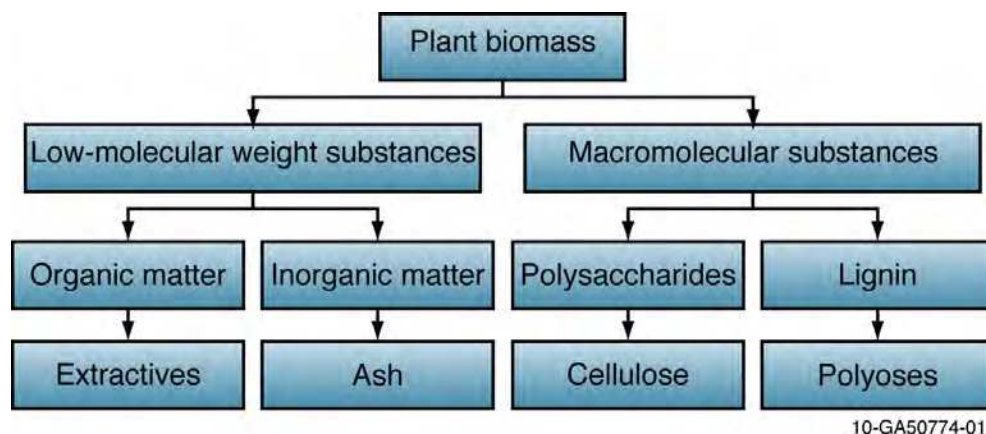 Plant biomass
Low-molecular weight substances
Macromolecular substances
Organic matter
Inorganic matter
Polysaccharides
Lignin
Extractives
Ash
Cellulose
Polyoses
10-GA50774-01